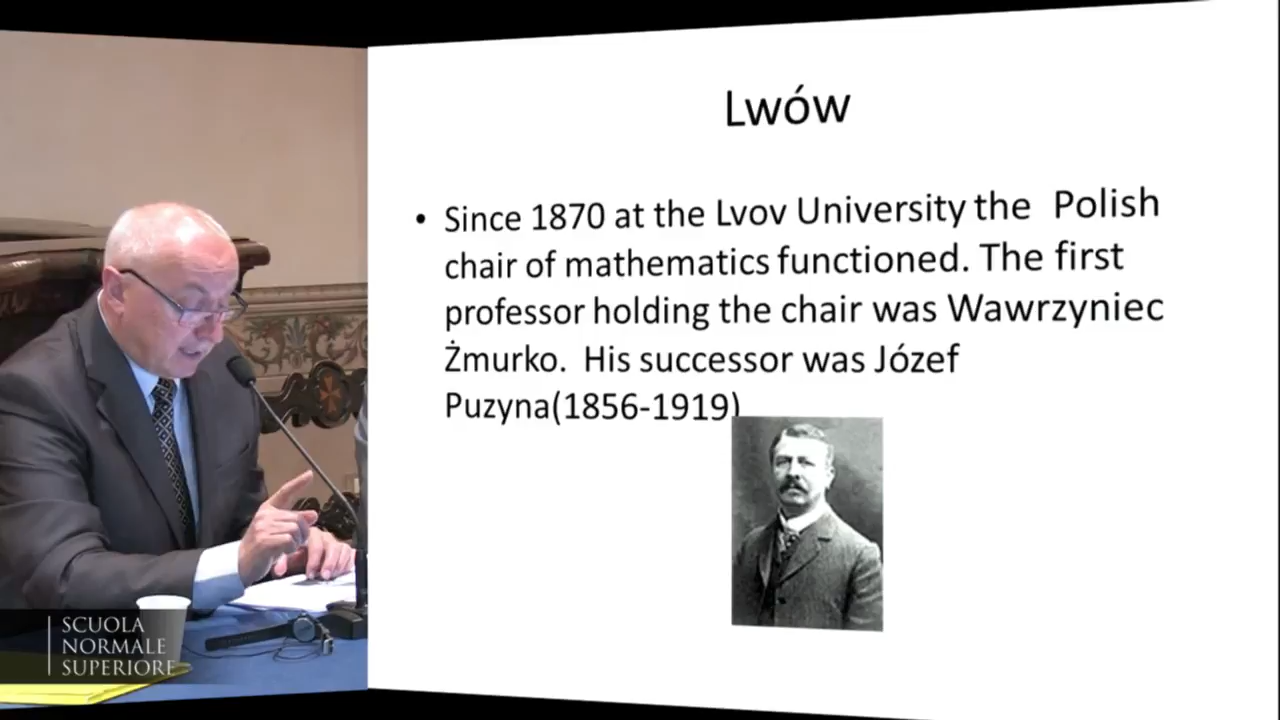 Lwów
• Since 1870 at the Lvov University the Polish
chair of mathematics functioned. The first
professor holding the chair was Wawrzyniec
Żmurko. His successor was Józef
Puzyna(1856-1919)
SCUOLA
NORMALE
SUPERIORE